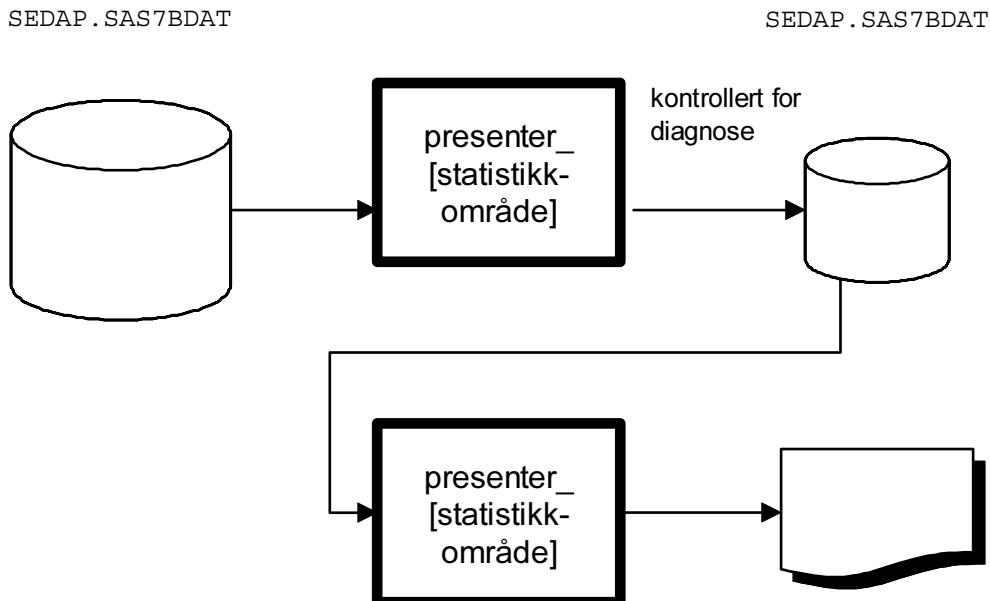 SEDAP.SAS7BDAT
SEDAP.SAS7BDAT
presenter_
[statistikk-
område]
kontrollert for
diagnose
presenter_
[statistikk-
område]